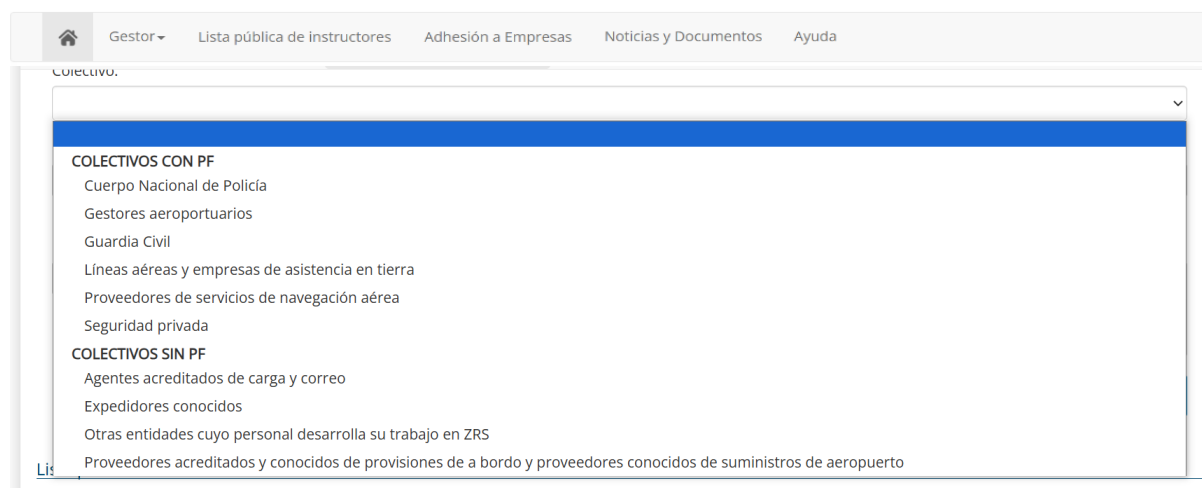 Gestor Lista pública de instructores Adhesión a Empresas Noticias y Documentos Ayuda
Colectivo:
COLECTIVOS CON PF
Cuerpo Nacional de Policía
Gestores aeroportuarios
Guardia Civil
Líneas aéreas y empresas de asistencia en tierra
Proveedores de servicios de navegación aérea
Seguridad privada
COLECTIVOS SIN PF
Agentes acreditados de carga y correo
Expedidores conocidos
Otras entidades cuyo personal desarrolla su trabajo en ZRS
Proveedores acreditados y conocidos de provisiones de a bordo y proveedores conocidos de suministros de aeropuerto